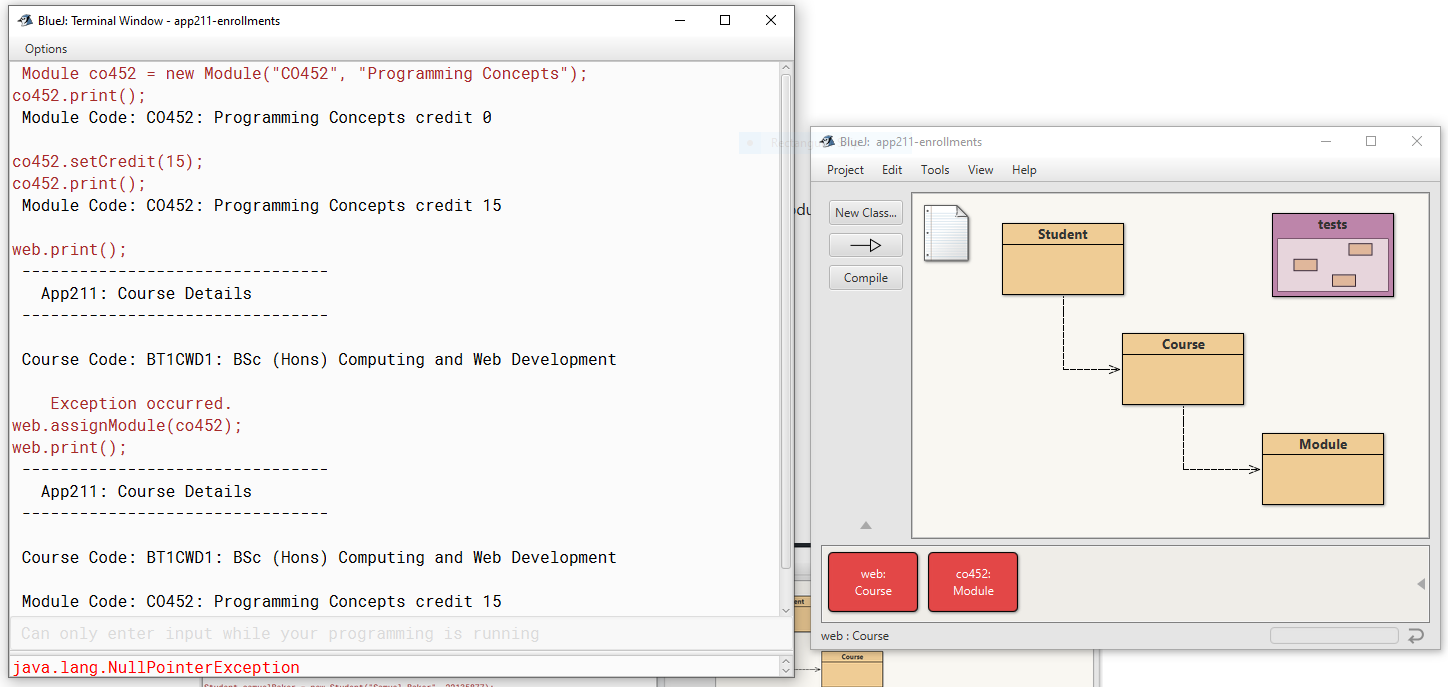 BlueJ: Terminal Window - app211-enrollments
Options
Module co452 = new Module("CO452", "Programming Concepts");
co452.print();
Module Code: CO452: Programming Concepts credit 0
co452.setCredit(15);
co452.print();
Module Code: CO452: Programming Concepts credit 15
web.print();
--------------------------------
App211: Course Details
--------------------------------
Course Code: BT1CWD1: BSc (Hons) Computing and Web Development
Exception occurred.
web.assignModule(co452);
web.print();
--------------------------------
App211: Course Details
--------------------------------
Course Code: BT1CWD1: BSc (Hons) Computing and Web Development
Module Code: CO452: Programming Concepts credit 15
Can only enter input while your programming is running
java.lang.NullPointerException
BlueJ: app211-enrollments
Project Edit Tools View Help
New Class...
Compile
Student
tests
Course
Module
web:
Course
co452:
Module
web : Course
Course